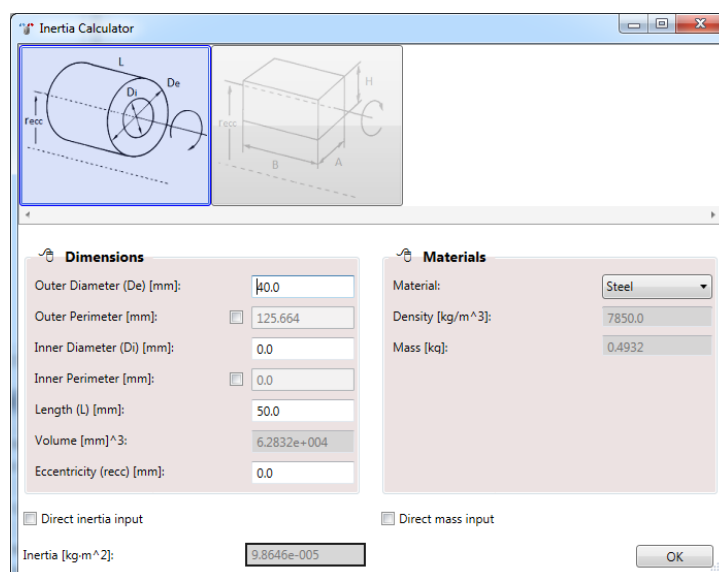 Inertia Calculator
L
De
Di
recc
H
recc
B
A
Dimensions
Outer Diameter (De) [mm]: 40.0
Outer Perimeter [mm]: 125.664
Inner Diameter (Di) [mm]: 0.0
Inner Perimeter [mm]: 0.0
Length (L) [mm]: 50.0
Volume [mm]^3: 6.2832e+004
Eccentricity (recc) [mm]: 0.0
Materials
Material: Steel
Density [kg/m^3]: 7850.0
Mass [kg]: 0.4932
Direct inertia input
Direct mass input
Inertia [kg·m^2]: 9.8646e-005
OK